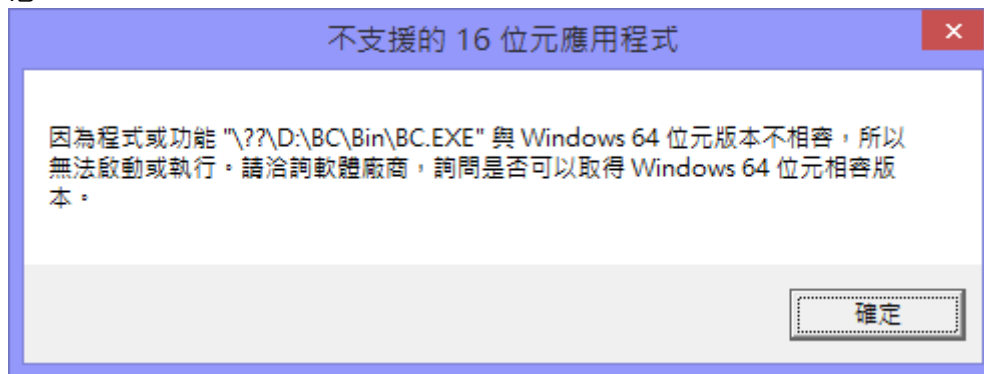 不支援的 16 位元應用程式
因為程式或功能 "\??\D:\BC\Bin\BC.EXE" 與 Windows 64 位元版本不相容，所以
無法啟動或執行。請洽詢軟體廠商，詢問是否可以取得 Windows 64 位元相容版
本。
確定